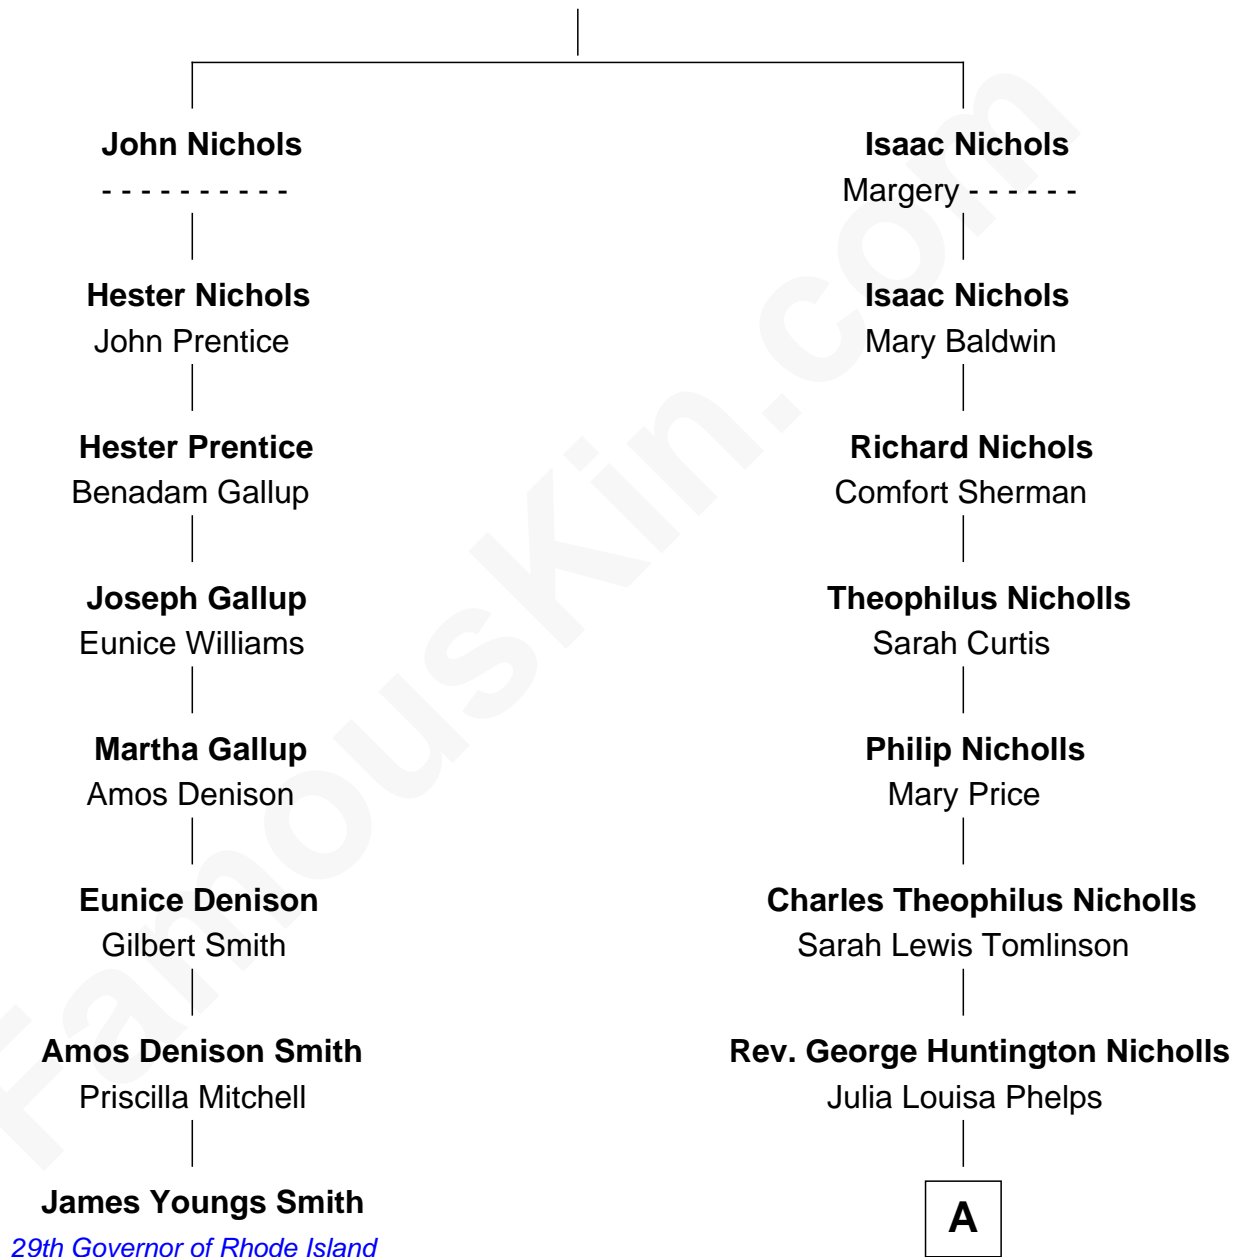 John Nichols
- - - - - - - - - -
Isaac Nichols
Margery - - - - - -
Hester Nichols
John Prentice
Isaac Nichols
Mary Baldwin
Hester Prentice
Benadam Gallup
Richard Nichols
Comfort Sherman
Joseph Gallup
Eunice Williams
Theophilus Nicholls
Sarah Curtis
Martha Gallup
Amos Denison
Philip Nicholls
Mary Price
Eunice Denison
Gilbert Smith
Charles Theophilus Nicholls
Sarah Lewis Tomlinson
Amos Denison Smith
Priscilla Mitchell
Rev. George Huntington Nicholls
Julia Louisa Phelps
James Youngs Smith
29th Governor of Rhode Island
A
FamousKin.com